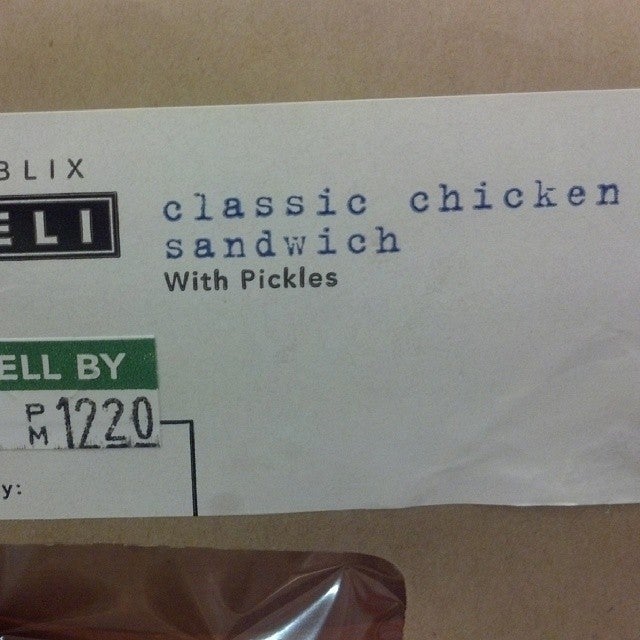 BLIX
ELI
classic chicken
sandwich
With Pickles
ELL BY
PM 1220
y: